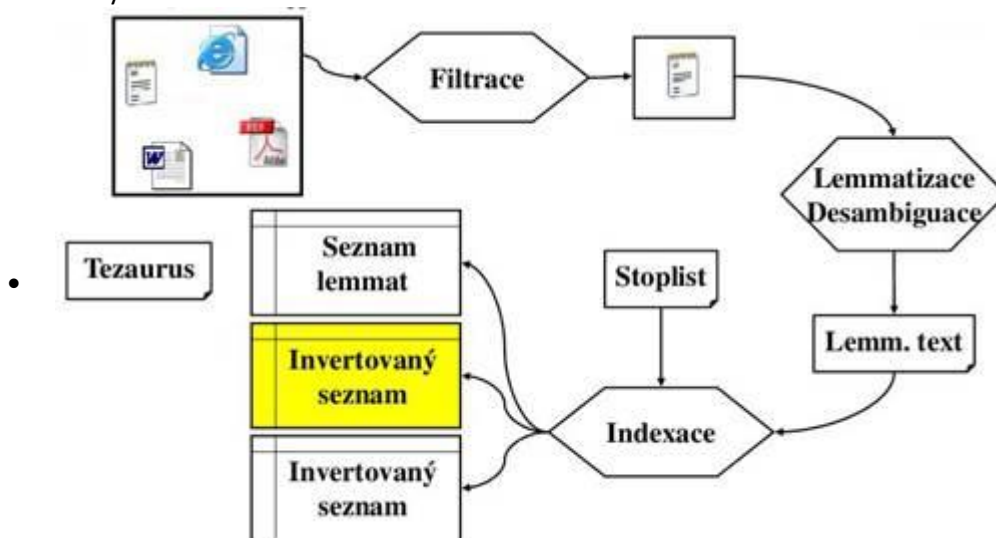 Filtrace
Lemmatizace
Desambiguace
Tezaurus
Seznam
lemmat
Stoplist
Lemm. text
Invertovaný
seznam
Indexace
Invertovaný
seznam